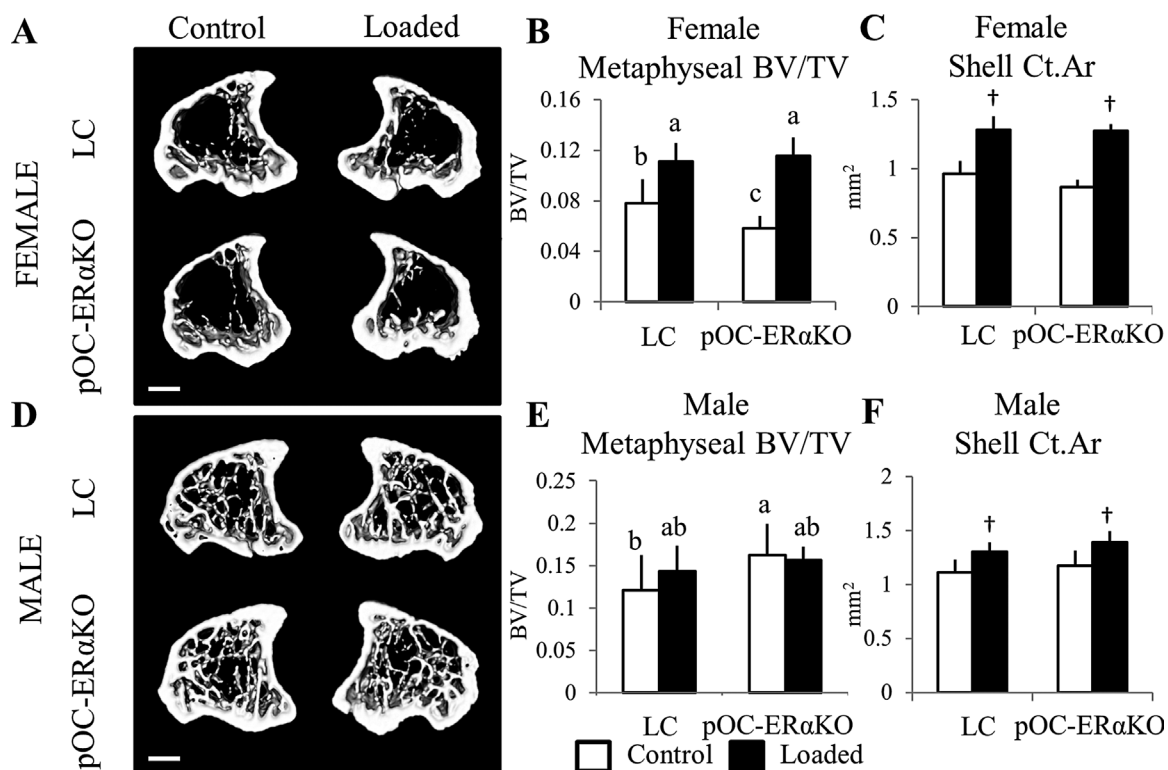 A
Control
Loaded
FEMALE
LC
pOC-ERαKO
B
Female
Metaphyseal BV/TV
BV/TV
0.16
0.12
0.08
0.04
0
b
a
c
a
LC
pOC-ERαKO
C
Female
Shell Ct.Ar
mm²
1.5
1
0.5
0
†
†
LC
pOC-ERαKO
D
MALE
LC
pOC-ERαKO
E
Male
Metaphyseal BV/TV
BV/TV
0.25
0.2
0.15
0.1
0.05
0
b
ab
a
ab
LC
pOC-ERαKO
F
Male
Shell Ct.Ar
mm²
2
1.5
1
0.5
0
†
†
LC
pOC-ERαKO
Control
Loaded